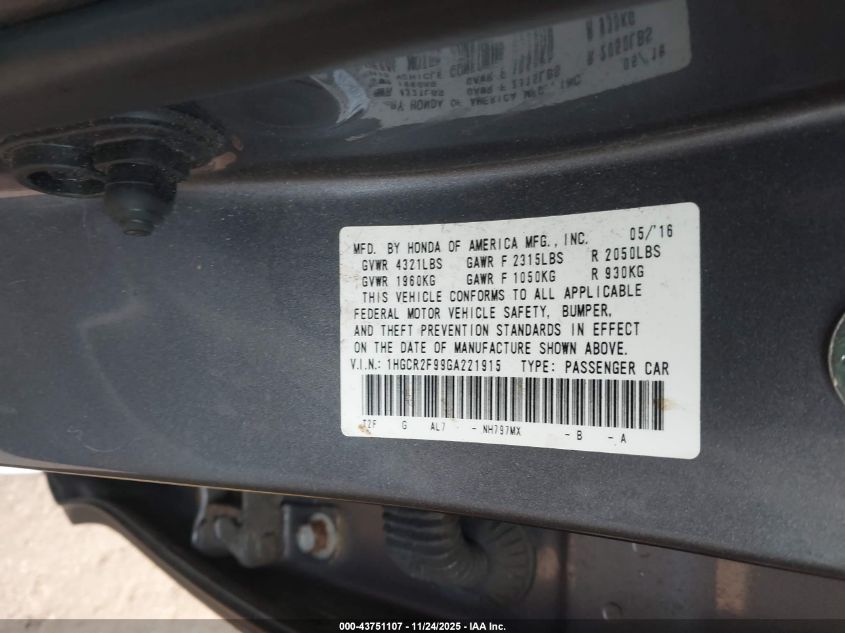 MFD. BY HONDA OF AMERICA MFG., INC. 05/'16
GVWR 4321LBS GAWR F 2315LBS R 2050LBS
GVWR 1960KG GAWR F 1050KG R 930KG
THIS VEHICLE CONFORMS TO ALL APPLICABLE
FEDERAL MOTOR VEHICLE SAFETY, BUMPER,
AND THEFT PREVENTION STANDARDS IN EFFECT
ON THE DATE OF MANUFACTURE SHOWN ABOVE.
V.I.N.: 1HGCR2F99GA221915 TYPE: PASSENGER CAR
T2F G AL7 - NH797MX - B - A
000-43751107 - 11/24/2025 - IAA Inc.